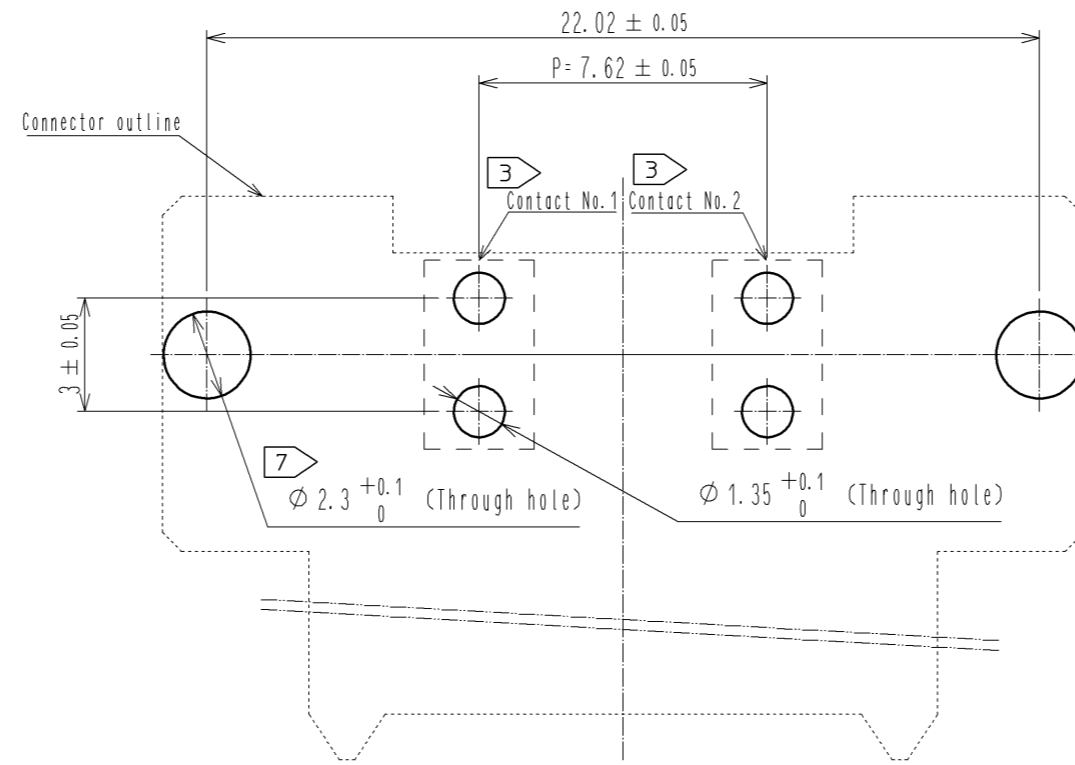 22.02 ± 0.05
P= 7.62 ± 0.05
Connector outline
3
3
Contact No.1
Contact No.2
3 ± 0.05
7
Ø 2.3 +0.1 0 (Through hole)
Ø 1.35 +0.1 0 (Through hole)